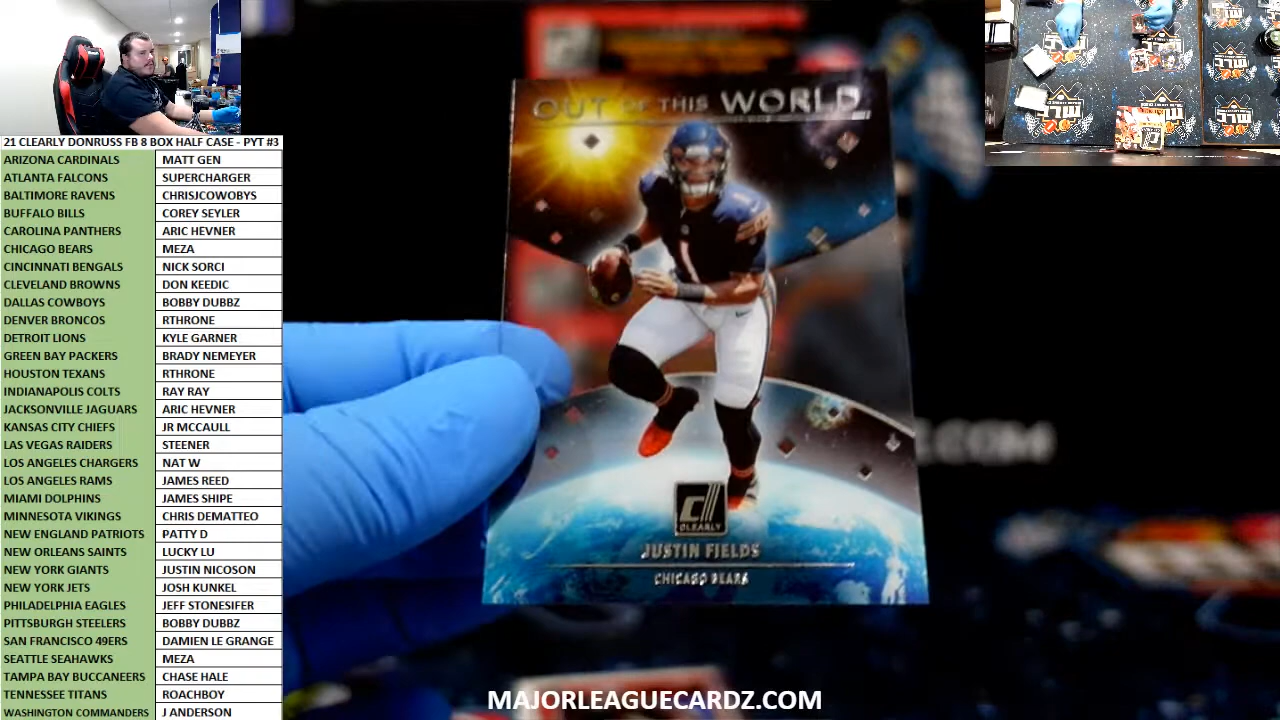 21 CLEARLY DONRUSS FB 8 BOX HALF CASE - PYT #3
ARIZONA CARDINALS MATT GEN
ATLANTA FALCONS SUPERCHARGER
BALTIMORE RAVENS CHRISJCOWOBYS
BUFFALO BILLS COREY SEYLER
CAROLINA PANTHERS ARIC HEVNER
CHICAGO BEARS MEZA
CINCINNATI BENGALS NICK SORCI
CLEVELAND BROWNS DON KEEDIC
DALLAS COWBOYS BOBBY DUBBZ
DENVER BRONCOS RTHRONE
DETROIT LIONS KYLE GARNER
GREEN BAY PACKERS BRADY NEMEYER
HOUSTON TEXANS RTHRONE
INDIANAPOLIS COLTS RAY RAY
JACKSONVILLE JAGUARS ARIC HEVNER
KANSAS CITY CHIEFS JR MCCAULL
LAS VEGAS RAIDERS STEENER
LOS ANGELES CHARGERS NAT W
LOS ANGELES RAMS JAMES REED
MIAMI DOLPHINS JAMES SHIPE
MINNESOTA VIKINGS CHRIS DEMATTEO
NEW ENGLAND PATRIOTS PATTY D
NEW ORLEANS SAINTS LUCKY LU
NEW YORK GIANTS JUSTIN NICOSON
NEW YORK JETS JOSH KUNKEL
PHILADELPHIA EAGLES JEFF STONESIFER
PITTSBURGH STEELERS BOBBY DUBBZ
SAN FRANCISCO 49ERS DAMIEN LE GRANGE
SEATTLE SEAHAWKS MEZA
TAMPA BAY BUCCANEERS CHASE HALE
TENNESSEE TITANS ROACHBOY
WASHINGTON COMMANDERS J ANDERSON
OUT OF THIS WORLD
1
CLEARLY
JUSTIN FIELDS
CHICAGO BEARS
MAJORLEAGUECARDZ.COM
MLC
MLC
MLC